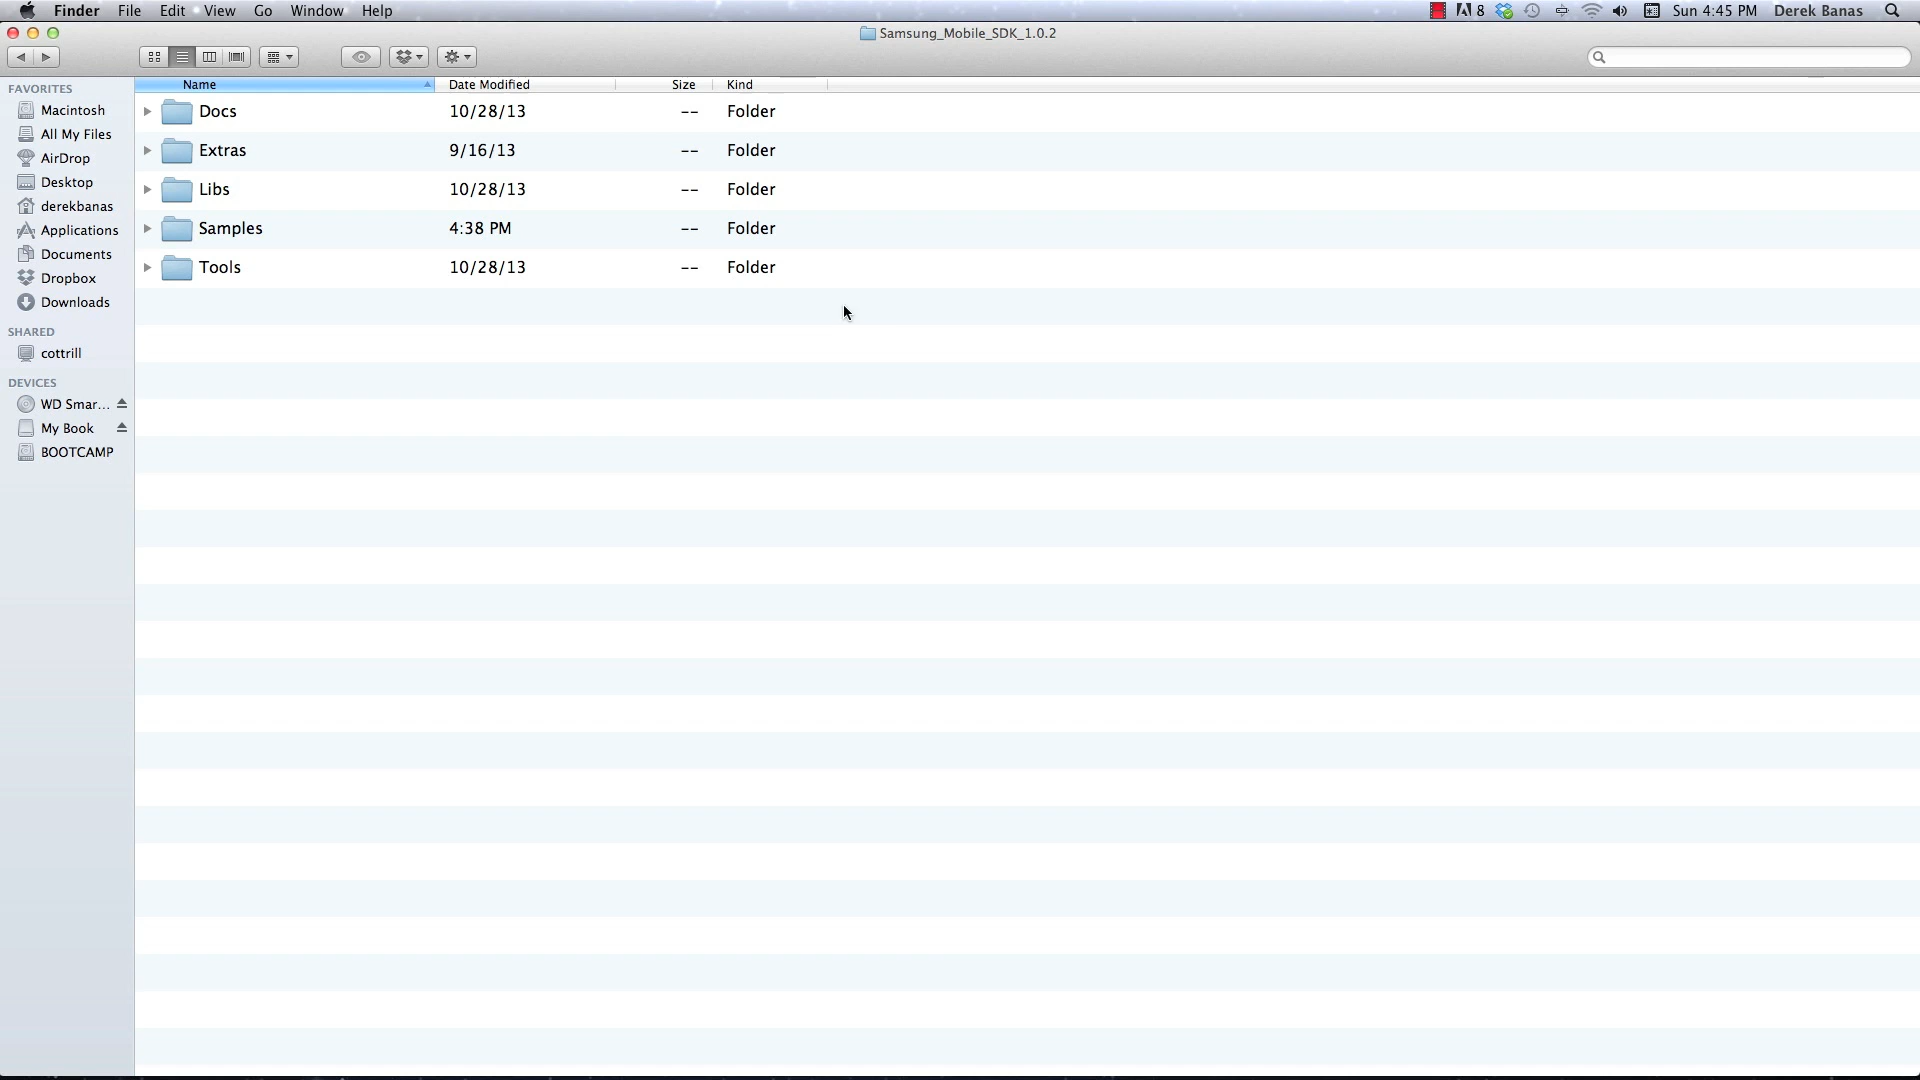 Finder File Edit View Go Window Help 8 Sun 4:45 PM Derek Banas
Samsung_Mobile_SDK_1.0.2
FAVORITES
Macintosh
All My Files
AirDrop
Desktop
derekbanas
Applications
Documents
Dropbox
Downloads
SHARED
cottrill
DEVICES
WD Smar...
My Book
BOOTCAMP
Name Date Modified Size Kind
Docs 10/28/13 -- Folder
Extras 9/16/13 -- Folder
Libs 10/28/13 -- Folder
Samples 4:38 PM -- Folder
Tools 10/28/13 -- Folder